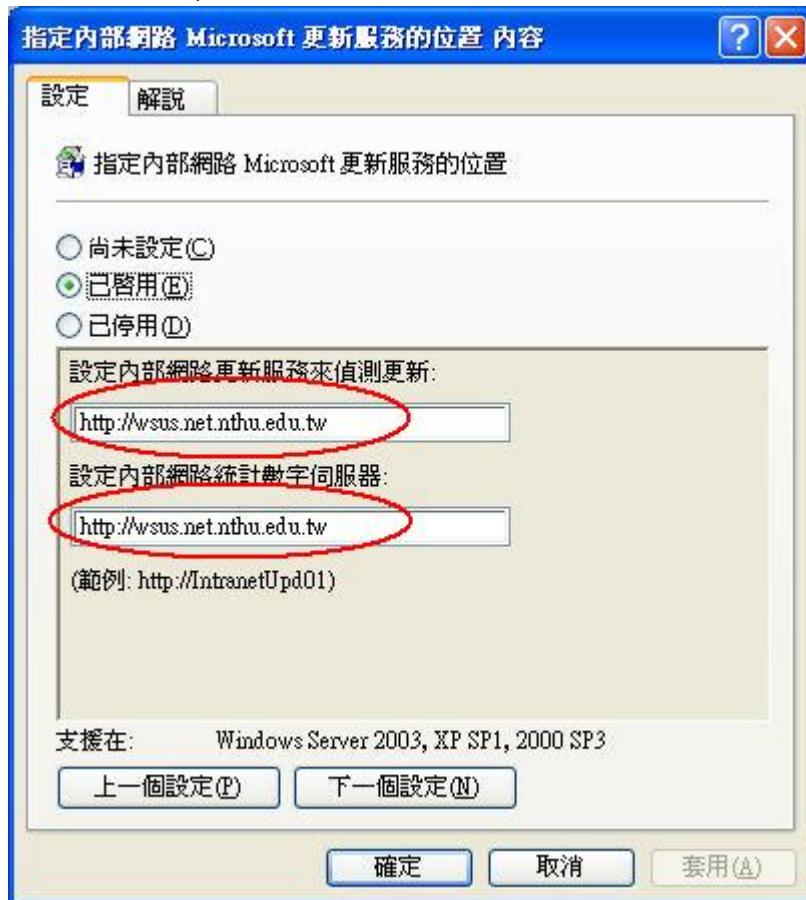 指定內部網路 Microsoft 更新服務的位置 內容
設定 解說
指定內部網路 Microsoft 更新服務的位置
尚未設定(C)
已啓用(E)
已停用(D)
設定內部網路更新服務來偵測更新:
http://wsus.net.nthu.edu.tw
設定內部網路統計數字伺服器:
http://wsus.net.nthu.edu.tw
(範例: http://IntranetUpd01)
支援在: Windows Server 2003, XP SP1, 2000 SP3
上一個設定(P) 下一個設定(N)
確定 取消 套用(A)